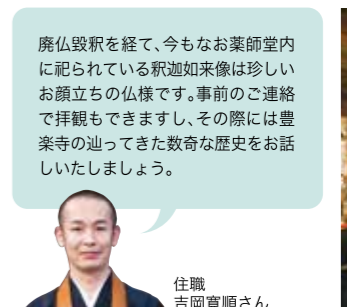 廃仏毀釈を経て、今もなお薬師堂内
に祀られている釈迦如来像は珍しい
お顔立ちの仏様です。事前のご連絡
で拝観もできますし、その際には豊
楽寺の辿ってきた数奇な歴史をお話
しいたしましょう。
住職
吉岡寛順さん